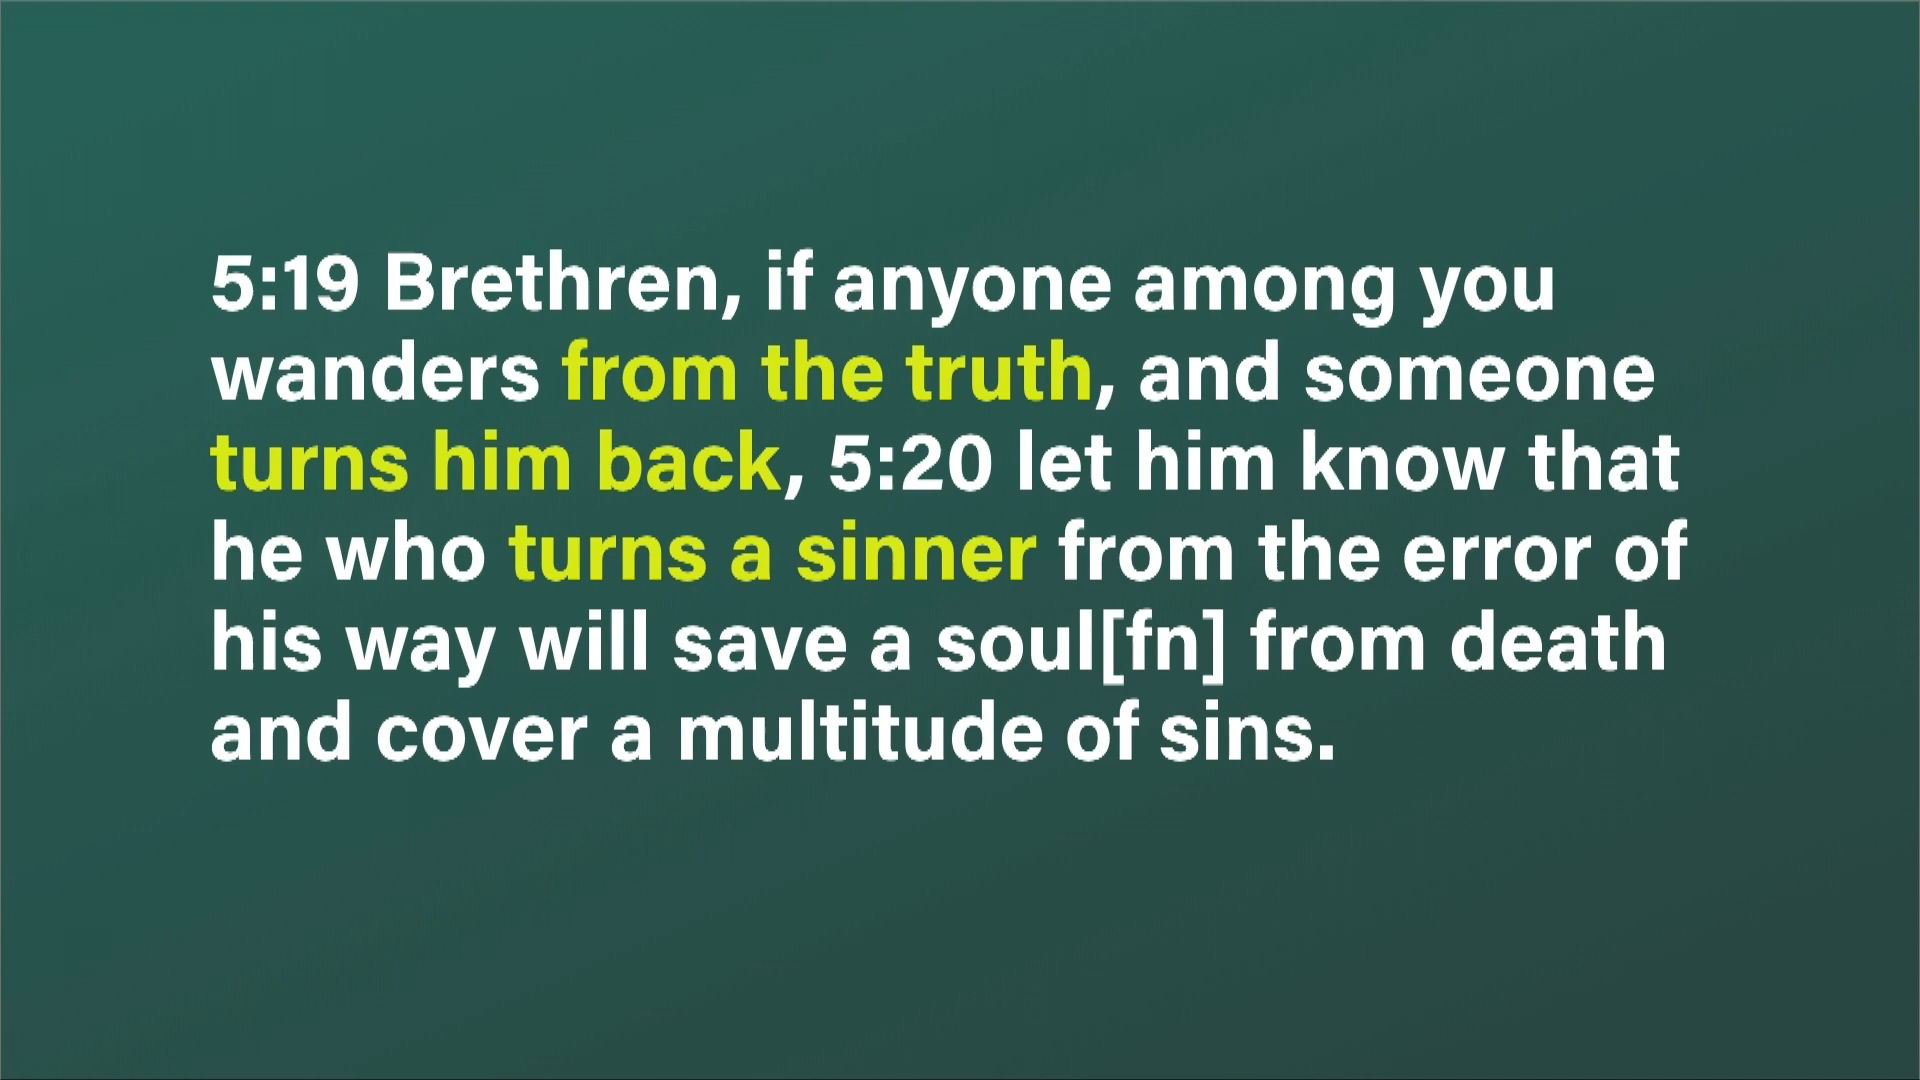 5:19 Brethren, if anyone among you
wanders from the truth, and someone
turns him back, 5:20 let him know that
he who turns a sinner from the error of
his way will save a soul[fn] from death
and cover a multitude of sins.